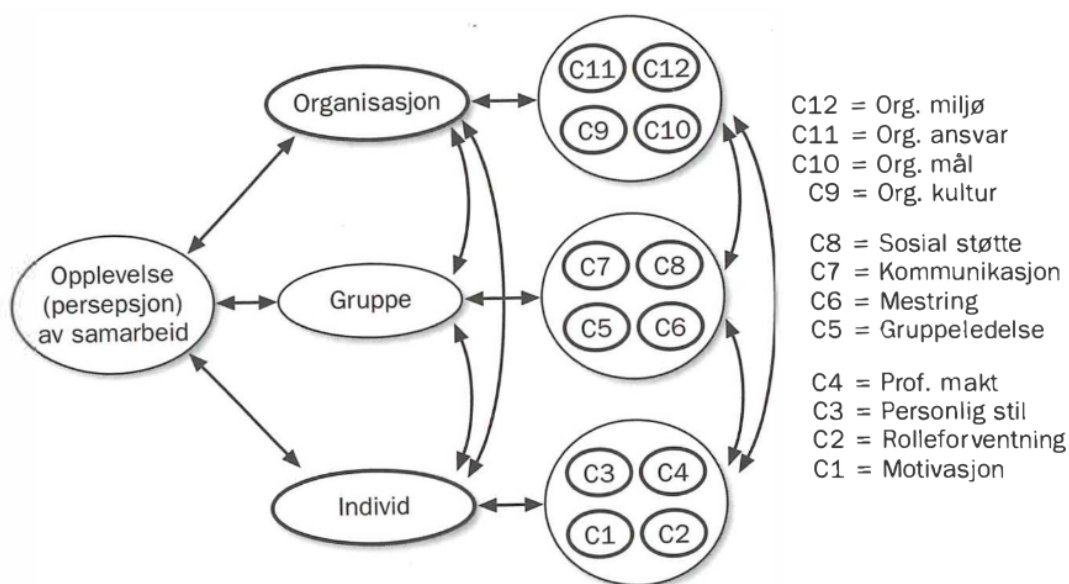 Organisasjon
C11 C12
C9 C10
Opplevelse
(persepsjon)
av samarbeid
Gruppe
C7 C8
C5 C6
Individ
C3 C4
C1 C2
C12 = Org. miljø
C11 = Org. ansvar
C10 = Org. mål
C9 = Org. kultur
C8 = Sosial støtte
C7 = Kommunikasjon
C6 = Mestring
C5 = Gruppeledelse
C4 = Prof. makt
C3 = Personlig stil
C2 = Rolleforventning
C1 = Motivasjon